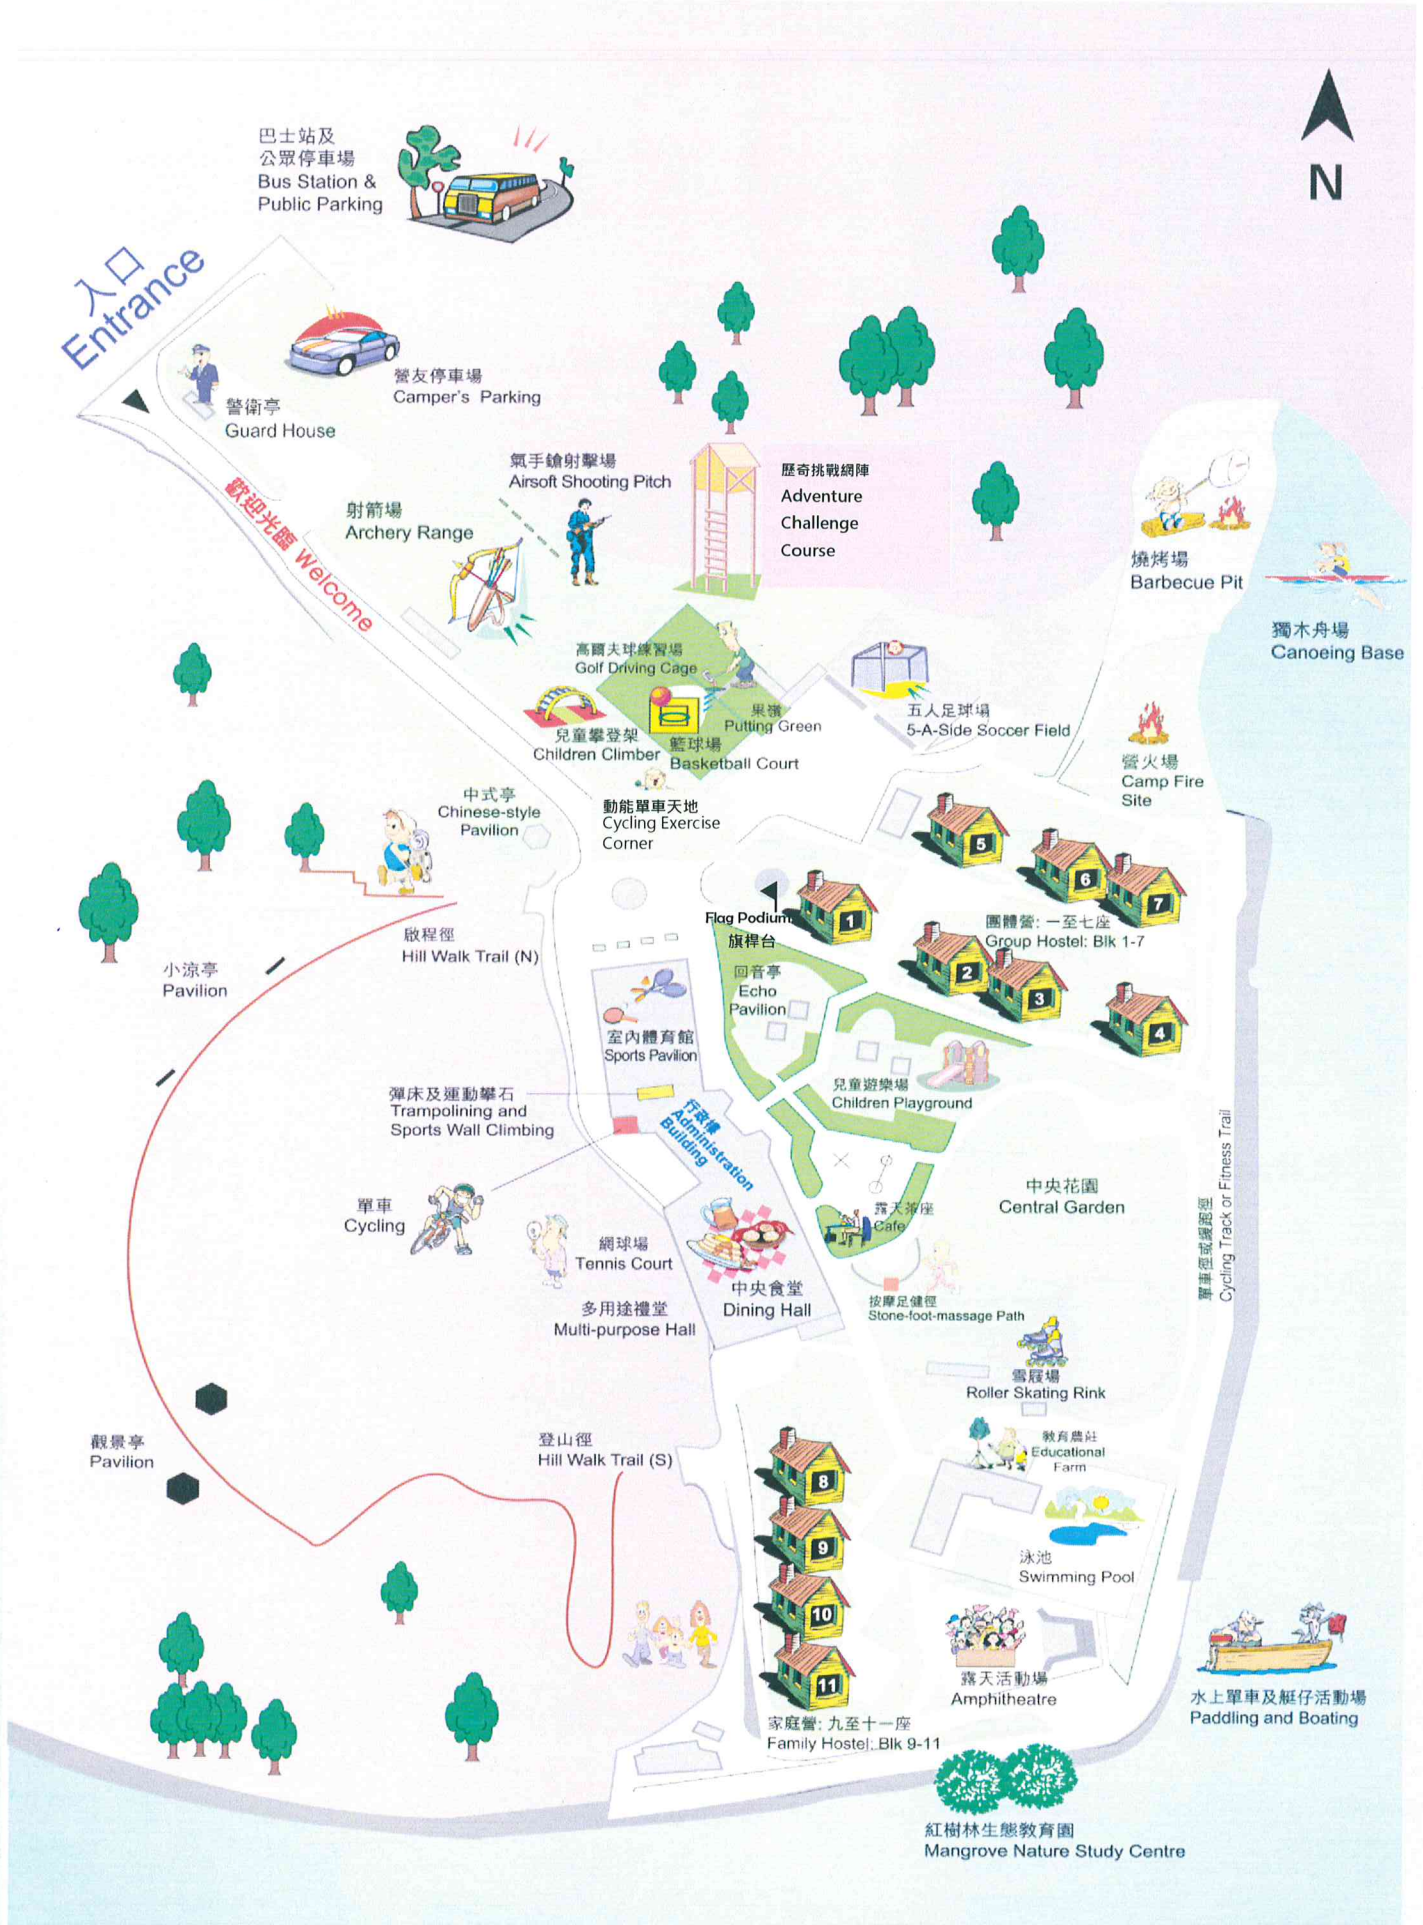 巴士站及
公眾停車場
Bus Station &
Public Parking
N
入口
Entrance
營友停車場
Camper's Parking
警衛亭
Guard House
歡迎光臨 Welcome
氣手鎗射擊場
Airsoft Shooting Pitch
射箭場
Archery Range
歷奇挑戰網陣
Adventure
Challenge
Course
燒烤場
Barbecue Pit
獨木舟場
Canoeing Base
高爾夫球練習場
Golf Driving Cage
果嶺
Putting Green
五人足球場
5-A-Side Soccer Field
兒童攀登架
Children Climber
籃球場
Basketball Court
營火場
Camp Fire
Site
中式亭
Chinese-style
Pavilion
動能單車天地
Cycling Exercise
Corner
5
6
7
1
Flag Podium
旗桿台
團體營: 一至七座
Group Hostel: Blk 1-7
2
3
4
啟程徑
Hill Walk Trail (N)
小涼亭
Pavilion
回音亭
Echo
Pavilion
室內體育館
Sports Pavilion
兒童遊樂場
Children Playground
彈床及運動攀石
Trampolining and
Sports Wall Climbing
行政樓
Administration
Building
單車
Cycling
網球場
Tennis Court
多用途禮堂
Multi-purpose Hall
中央食堂
Dining Hall
露天茶座
Cafe
中央花園
Central Garden
單車徑或緩跑徑
Cycling Track or Fitness Trail
按摩足健徑
Stone-foot-massage Path
雪屐場
Roller Skating Rink
教育農莊
Educational
Farm
觀景亭
Pavilion
登山徑
Hill Walk Trail (S)
8
9
10
11
泳池
Swimming Pool
露天活動場
Amphitheatre
水上單車及艇仔活動場
Paddling and Boating
家庭營: 九至十一座
Family Hostel: Blk 9-11
紅樹林生態教育園
Mangrove Nature Study Centre